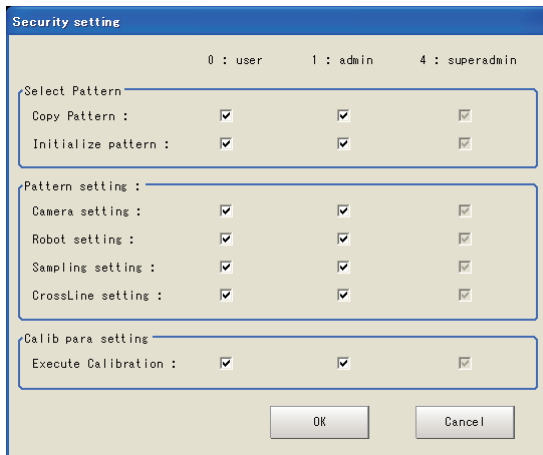 Security setting
0 : user 1 : admin 4 : superadmin
Select Pattern
Copy Pattern :
Initialize pattern :
Pattern setting :
Camera setting :
Robot setting :
Sampling setting :
CrossLine setting :
Calib para setting
Execute Calibration :
OK Cancel